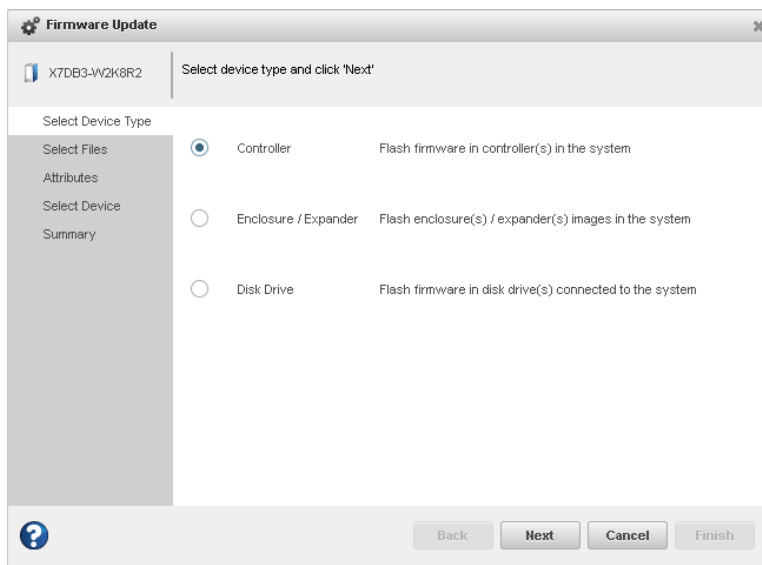 Firmware Update
X7DB3-W2K8R2
Select device type and click 'Next'
Select Device Type
Select Files
Attributes
Select Device
Summary
Controller Flash firmware in controller(s) in the system
Enclosure / Expander Flash enclosure(s) / expander(s) images in the system
Disk Drive Flash firmware in disk drive(s) connected to the system
Back Next Cancel Finish